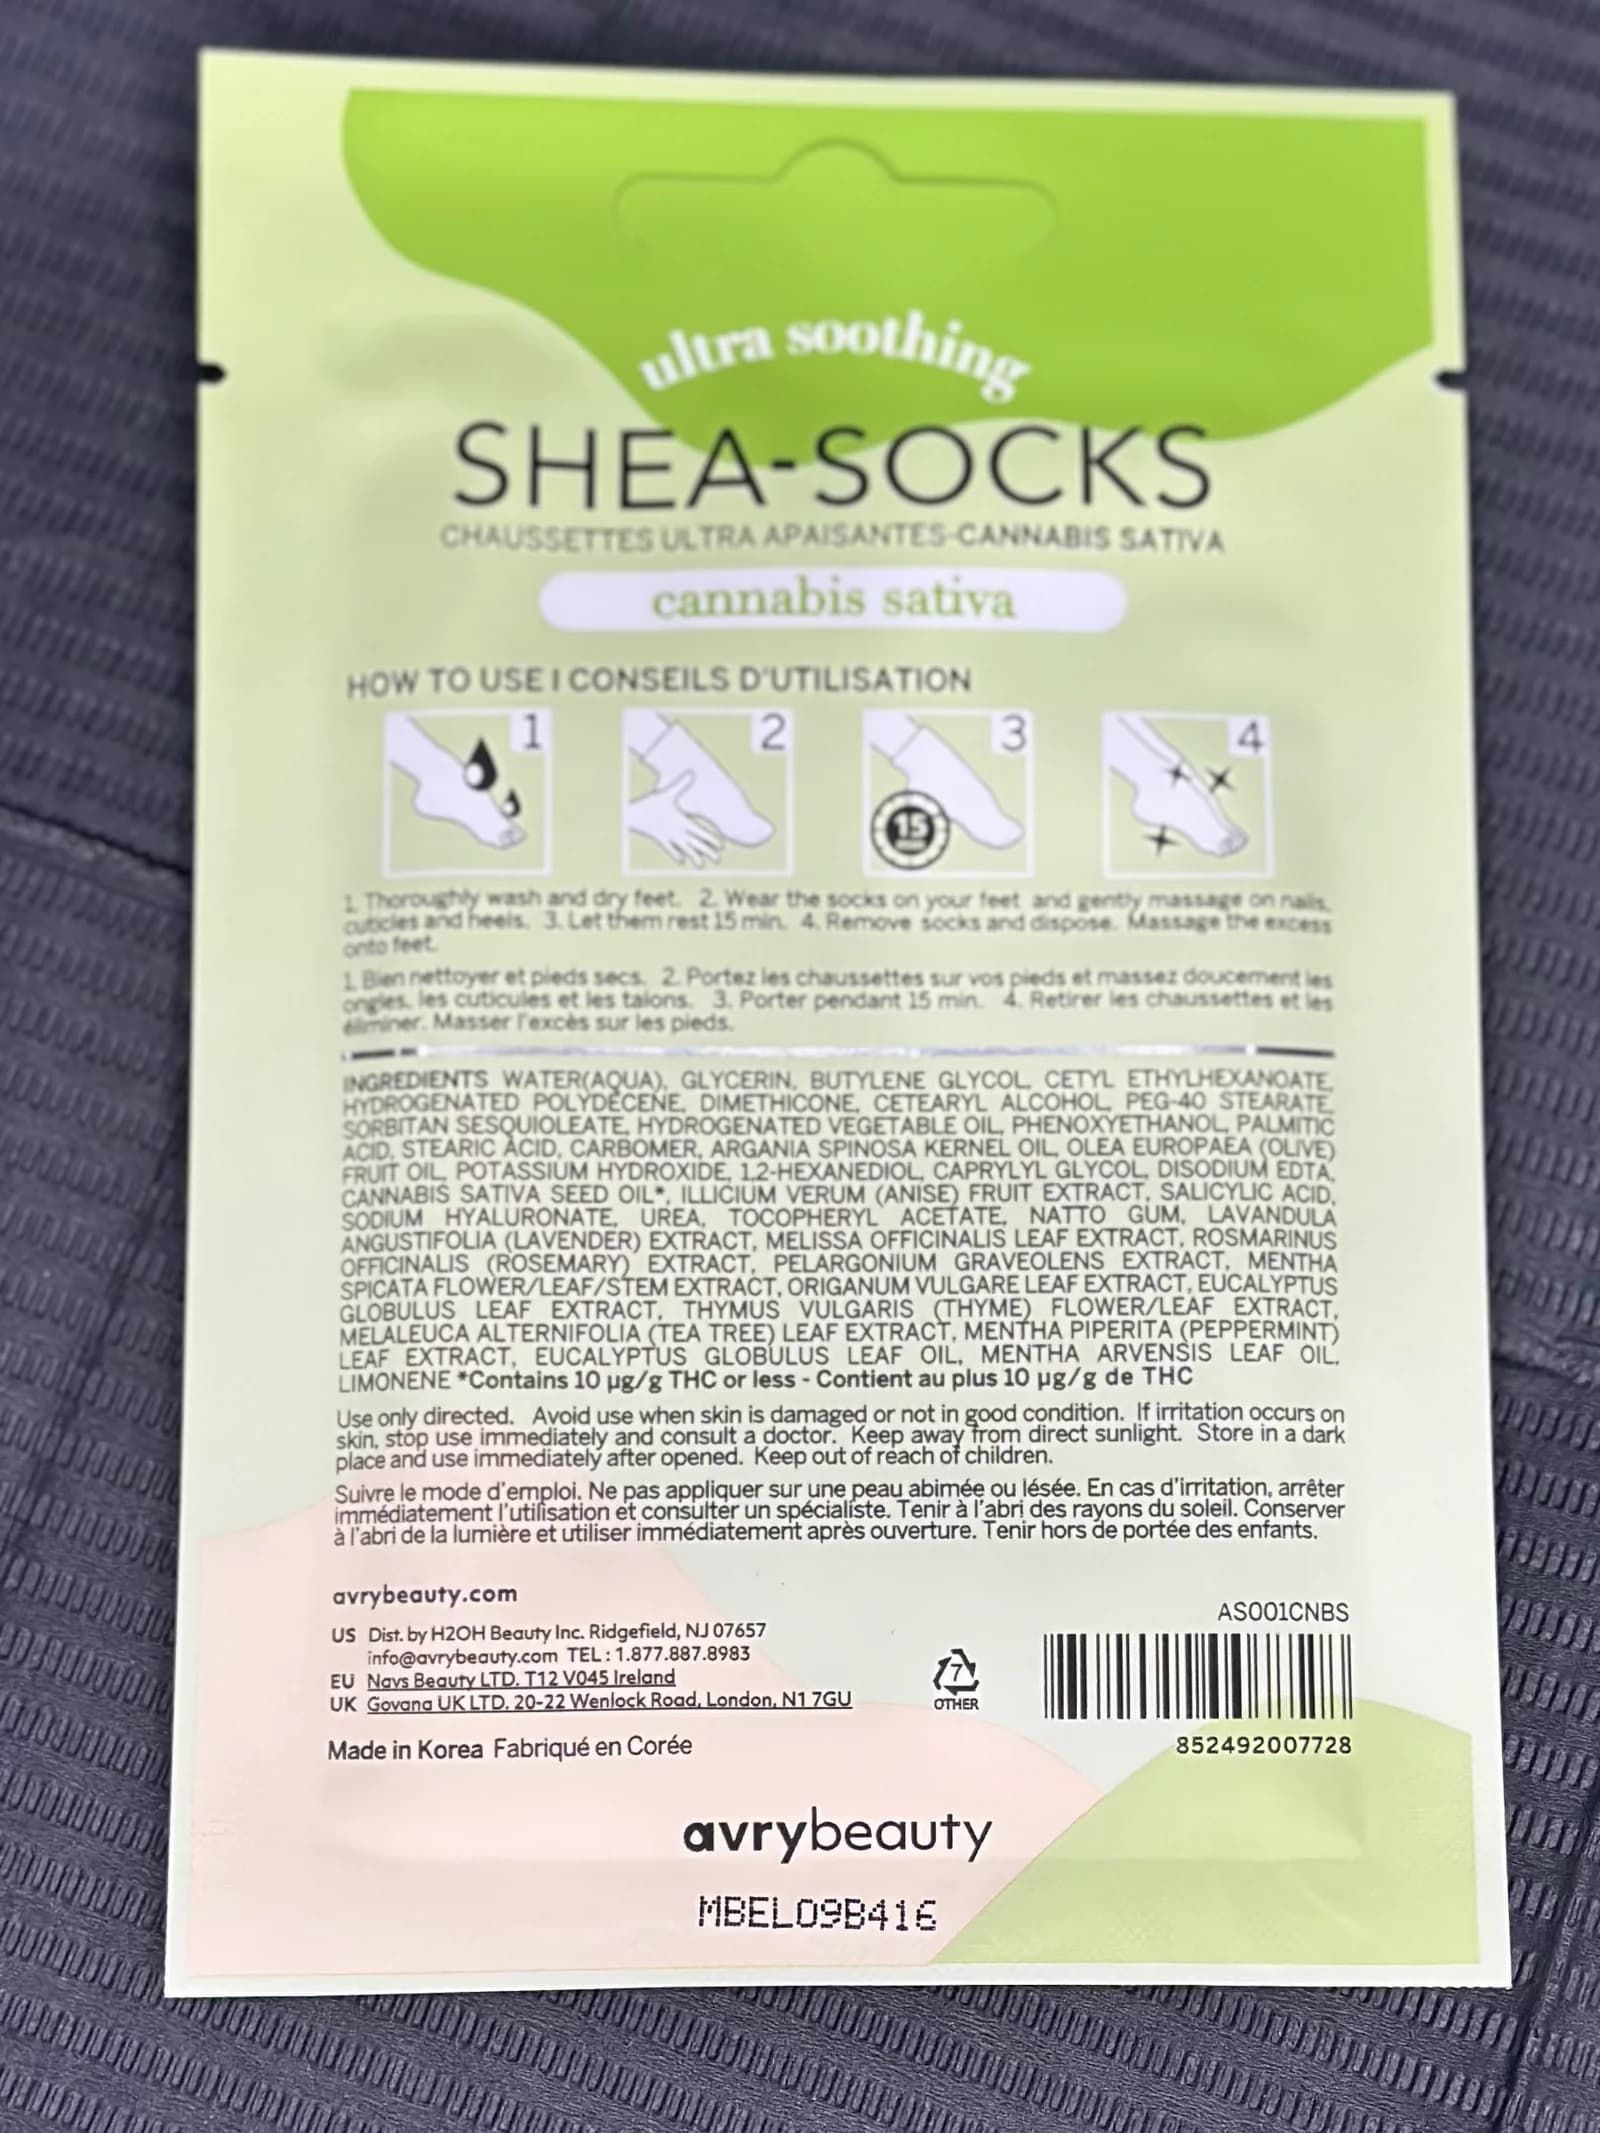 ultra soothing
SHEA-SOCKS
CHAUSSETTES ULTRA APAISANTES-CANNABIS SATIVA
cannabis sativa
HOW TO USE I CONSEILS D'UTILISATION
1 2 3 4
15
1. Thoroughly wash and dry feet. 2. Wear the socks on your feet and gently massage on nails,
cuticles and heels. 3. Let them rest 15 min. 4. Remove socks and dispose. Massage the excess
onto feet.
1. Bien nettoyer et pieds secs. 2. Portez les chaussettes sur vos pieds et massez doucement les
ongles, les cuticules et les talons. 3. Porter pendant 15 min. 4. Retirer les chaussettes et les
éliminer. Masser l'excès sur les pieds.
INGREDIENTS WATER(AQUA), GLYCERIN, BUTYLENE GLYCOL, CETYL ETHYLHEXANOATE,
HYDROGENATED POLYDECENE, DIMETHICONE, CETEARYL ALCOHOL, PEG-40 STEARATE,
SORBITAN SESQUIOLEATE, HYDROGENATED VEGETABLE OIL, PHENOXYETHANOL, PALMITIC
ACID, STEARIC ACID, CARBOMER, ARGANIA SPINOSA KERNEL OIL, OLEA EUROPAEA (OLIVE)
FRUIT OIL, POTASSIUM HYDROXIDE, 1,2-HEXANEDIOL, CAPRYLYL GLYCOL, DISODIUM EDTA,
CANNABIS SATIVA SEED OIL*, ILLICIUM VERUM (ANISE) FRUIT EXTRACT, SALICYLIC ACID,
SODIUM HYALURONATE, UREA, TOCOPHERYL ACETATE, NATTO GUM, LAVANDULA
ANGUSTIFOLIA (LAVENDER) EXTRACT, MELISSA OFFICINALIS LEAF EXTRACT, ROSMARINUS
OFFICINALIS (ROSEMARY) EXTRACT, PELARGONIUM GRAVEOLENS EXTRACT, MENTHA
SPICATA FLOWER/LEAF/STEM EXTRACT, ORIGANUM VULGARE LEAF EXTRACT, EUCALYPTUS
GLOBULUS LEAF EXTRACT, THYMUS VULGARIS (THYME) FLOWER/LEAF EXTRACT,
MELALEUCA ALTERNIFOLIA (TEA TREE) LEAF EXTRACT, MENTHA PIPERITA (PEPPERMINT)
LEAF EXTRACT, EUCALYPTUS GLOBULUS LEAF OIL, MENTHA ARVENSIS LEAF OIL,
LIMONENE *Contains 10 µg/g THC or less - Contient au plus 10 µg/g de THC
Use only directed. Avoid use when skin is damaged or not in good condition. If irritation occurs on
skin, stop use immediately and consult a doctor. Keep away from direct sunlight. Store in a dark
place and use immediately after opened. Keep out of reach of children.
Suivre le mode d'emploi. Ne pas appliquer sur une peau abimée ou lésée. En cas d'irritation, arrêter
immédiatement l'utilisation et consulter un spécialiste. Tenir à l'abri des rayons du soleil. Conserver
à l'abri de la lumière et utiliser immédiatement après ouverture. Tenir hors de portée des enfants.
avrybeauty.com
US Dist. by H2OH Beauty Inc. Ridgefield, NJ 07657
info@avrybeauty.com TEL : 1.877.887.8983
EU Navs Beauty LTD. T12 V045 Ireland
UK Govana UK LTD. 20-22 Wenlock Road, London, N1 7GU
Made in Korea Fabriqué en Corée
7
OTHER
AS001CNBS
852492007728
avrybeauty
MBEL09B416